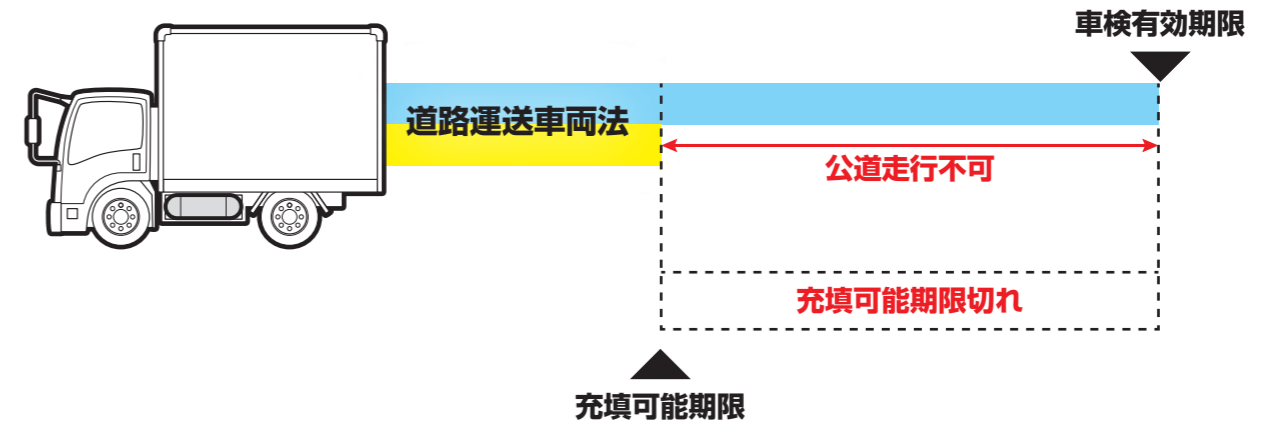 車検有効期限
道路運送車両法
公道走行不可
充填可能期限切れ
充填可能期限